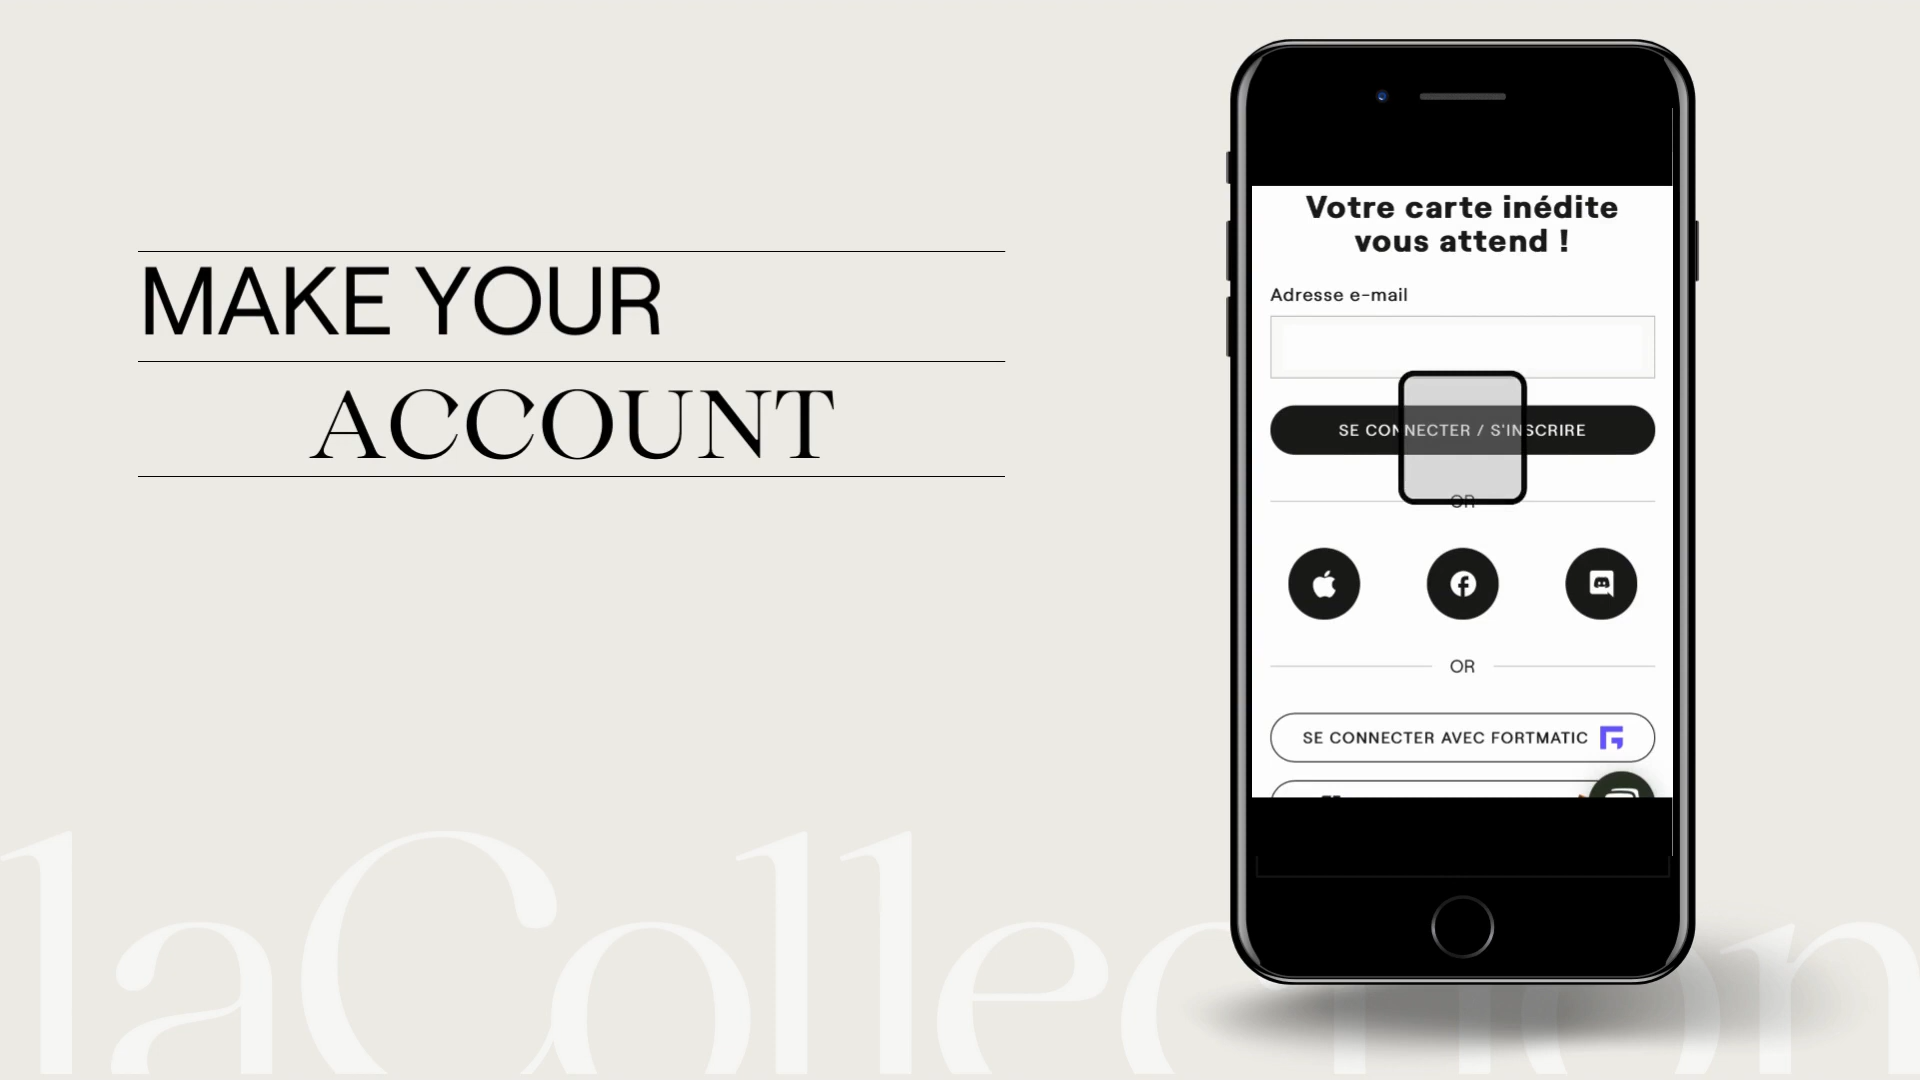 MAKE YOUR
ACCOUNT
Votre carte inédite
vous attend !
Adresse e-mail
SE CONNECTER / S'INSCRIRE
OR
OR
SE CONNECTER AVEC FORTMATIC
laCollection